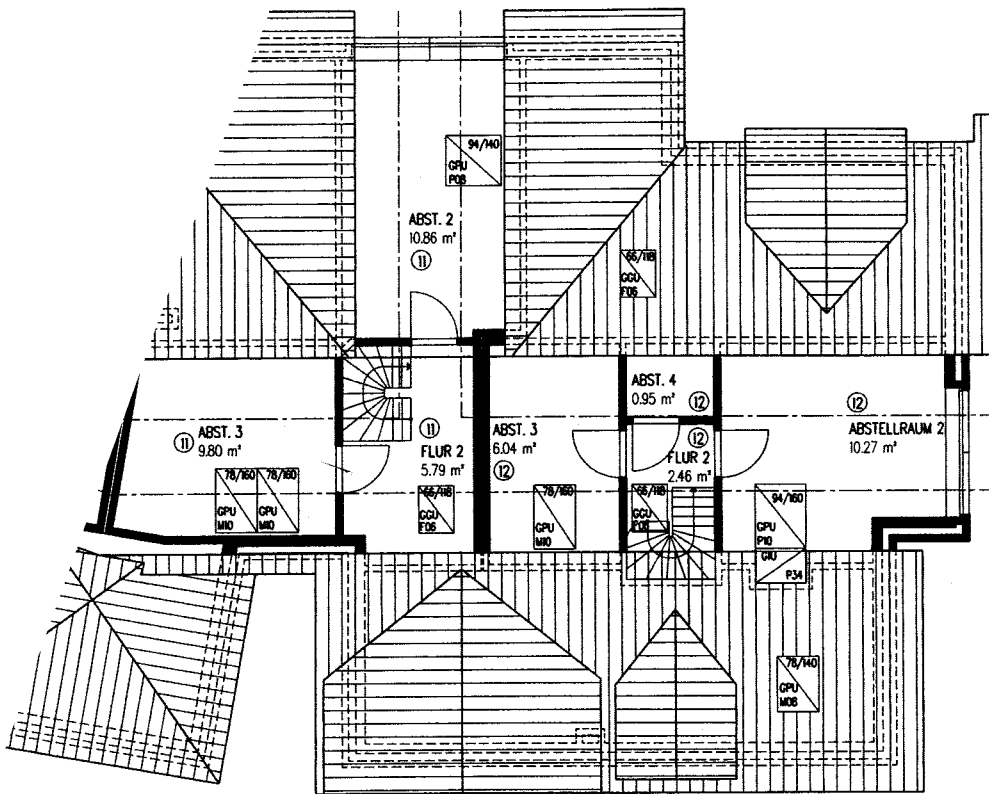 94/140
GPU
P08
ABST. 2
10.86 m²
11
66/118
GGU
F06
ABST. 4
0.95 m²
12
12
11
ABST. 3
9.80 m²
11
FLUR 2
5.79 m²
ABST. 3
6.04 m²
12
12
FLUR 2
2.46 m²
ABSTELLRAUM 2
10.27 m²
78/160
GPU
M10
78/160
GPU
M10
66/118
GGU
F06
78/160
GPU
M10
66/118
GGU
F06
94/160
GPU
P10
GIU
P34
78/140
GPU
M08